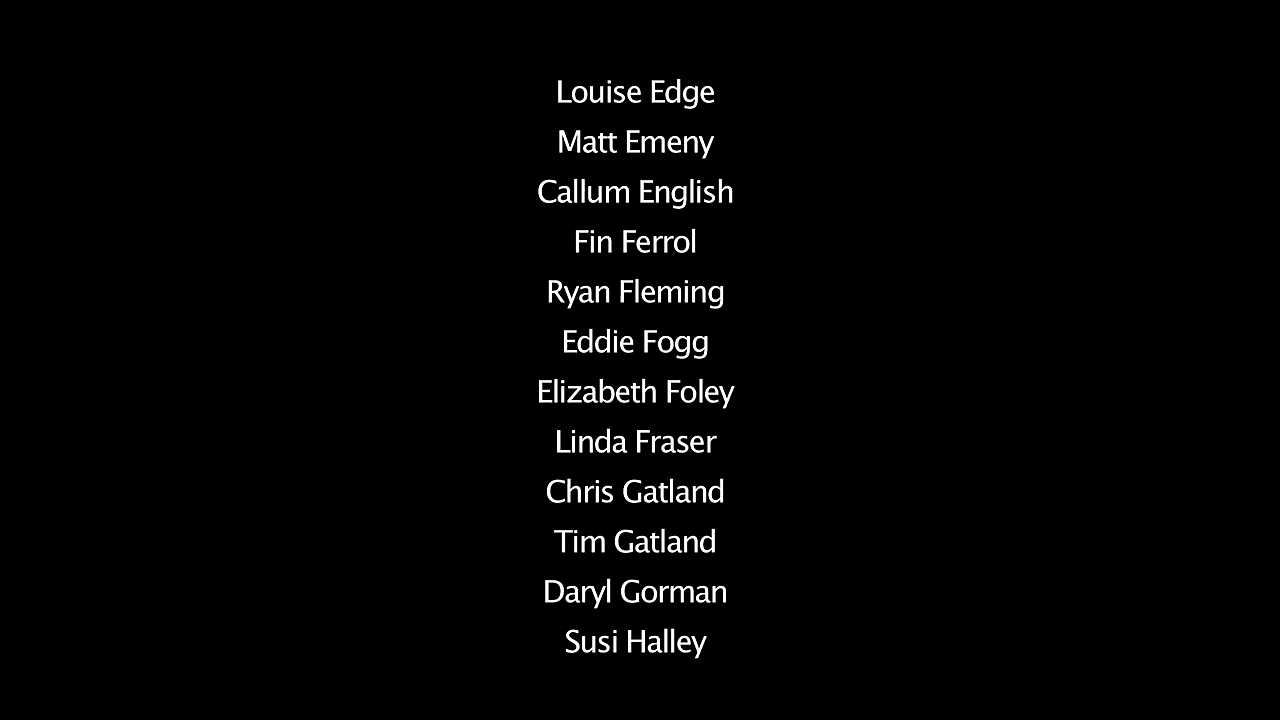 Louise Edge
Matt Emeny
Callum English
Fin Ferrol
Ryan Fleming
Eddie Fogg
Elizabeth Foley
Linda Fraser
Chris Gatland
Tim Gatland
Daryl Gorman
Susi Halley